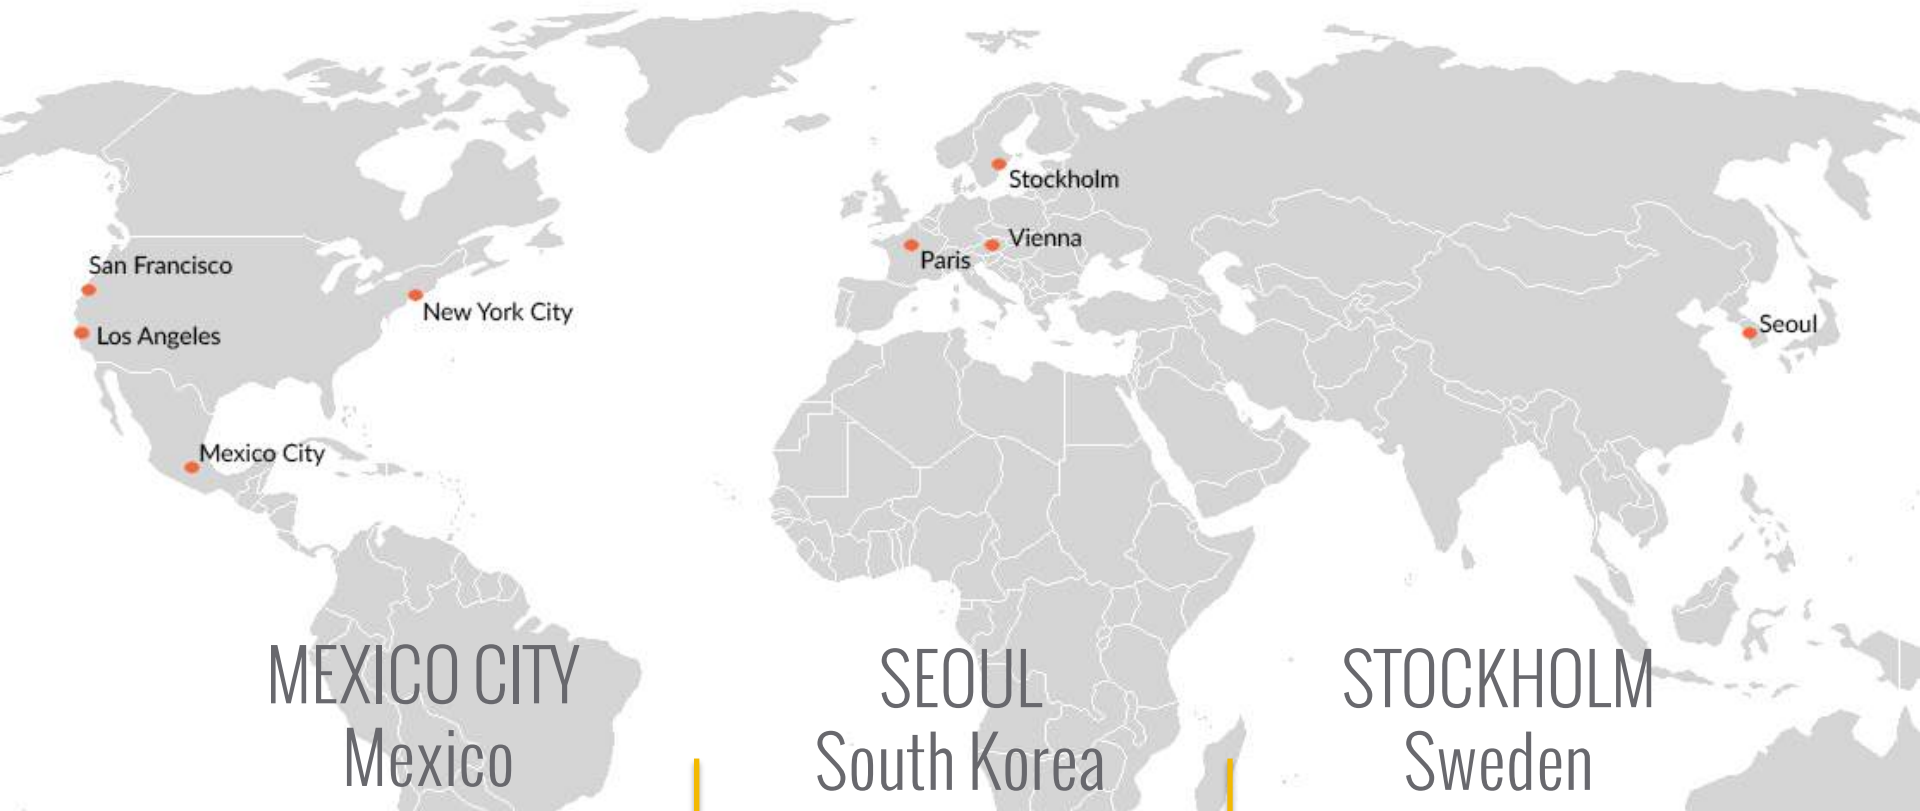 Stockholm
Vienna
Paris
San Francisco
New York City
Los Angeles
Seoul
Mexico City
MEXICO CITY
Mexico
SEOUL
South Korea
STOCKHOLM
Sweden